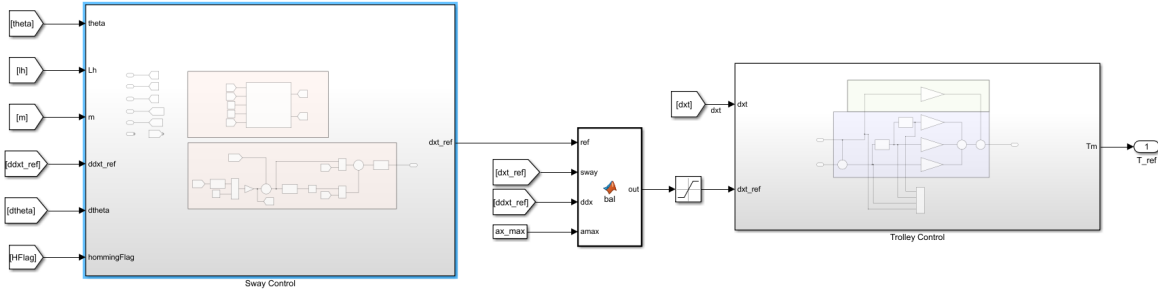 [theta]
theta
[lh]
Lh
[m]
m
[ddxt_ref]
ddxt_ref
[dtheta]
dtheta
[HFlag]
hommingFlag
dxt_ref
Sway Control
[dxt_ref]
[ddxt_ref]
ax_max
ref
sway
ddx
amax
bal
out
[dxt]
dxt
dxt
dxt_ref
Tm
Trolley Control
1
T_ref